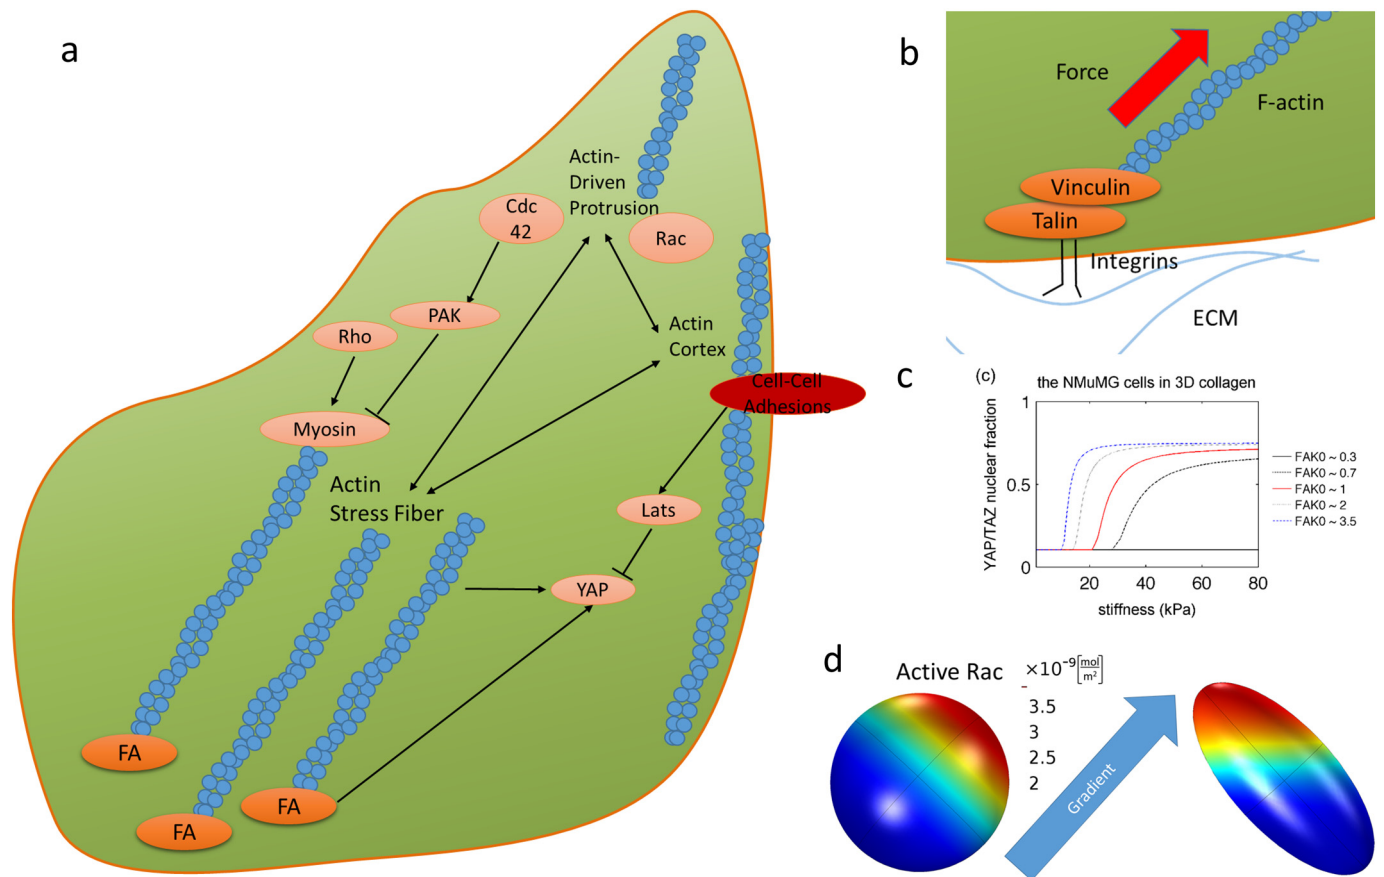 a
Actin-
Driven
Protrusion
Cdc
42
Rac
PAK
Rho
Actin
Cortex
Cell-Cell
Adhesions
Myosin
Actin
Stress Fiber
Lats
YAP
FA
FA
FA
b
Force
F-actin
Vinculin
Talin
Integrins
ECM
c
(c)
the NMuMG cells in 3D collagen
YAP/TAZ nuclear fraction
1
0.5
0
20
40
60
80
stiffness (kPa)
FAK0 ~ 0.3
FAK0 ~ 0.7
FAK0 ~ 1
FAK0 ~ 2
FAK0 ~ 3.5
d
Active Rac
×10⁻⁹[mol/m²]
3.5
3
2.5
2
Gradient